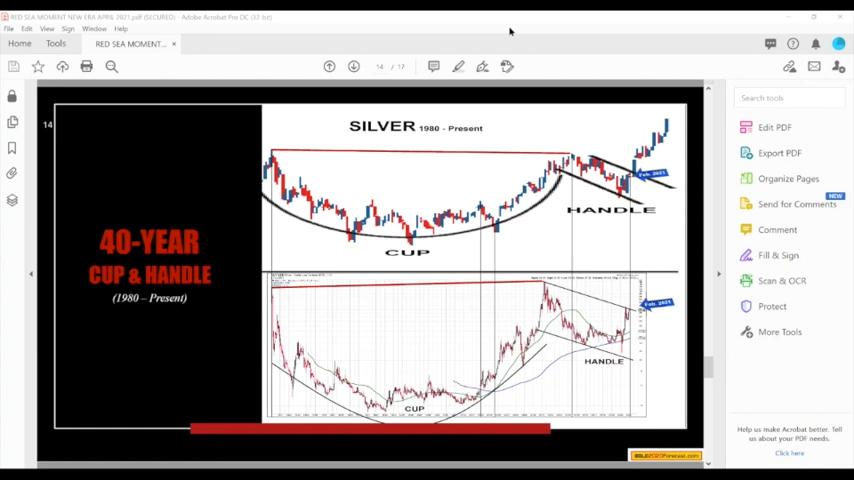 RED SEA MOMENT NEW ERA APRIL 2021.pdf (SECURED) - Adobe Acrobat Pro DC (32-bit)
File Edit View Sign Window Help
Home Tools RED SEA MOMENT... ×
14 / 17
Search tools
Edit PDF
Export PDF
Organize Pages
Send for Comments
NEW
Comment
Fill & Sign
Scan & OCR
Protect
More Tools
Help us make Acrobat better. Tell
us about your PDF needs.
Click here
14
40-YEAR
CUP & HANDLE
(1980 – Present)
SILVER 1980 - Present
Feb. 2021
HANDLE
CUP
Feb. 2021
HANDLE
CUP